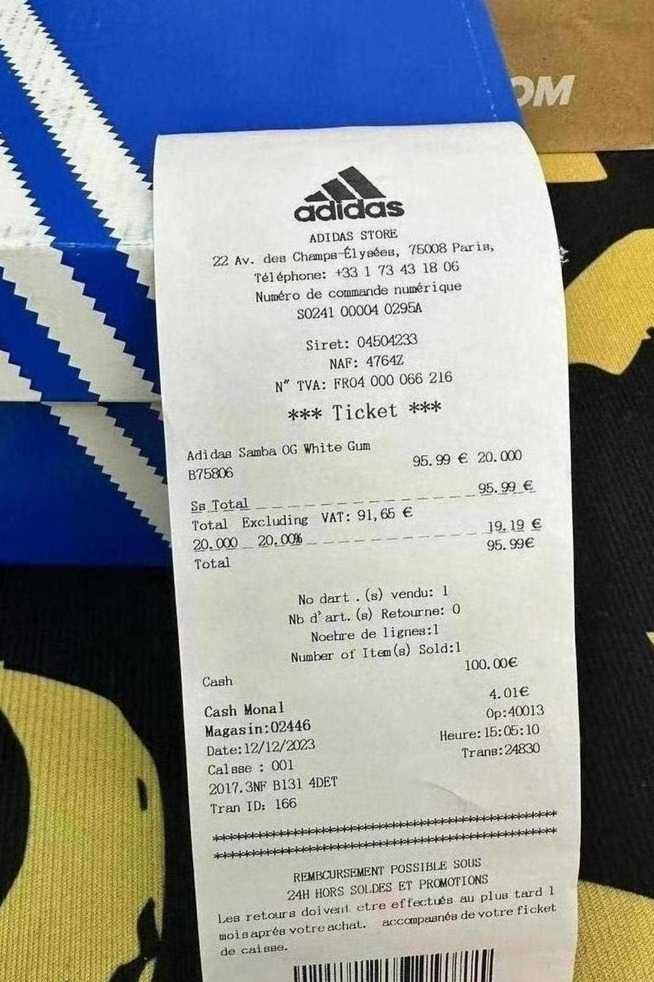 OM
adidas
ADIDAS STORE
22 Av. des Champs-Élysées, 75008 Paris,
Téléphone: +33 1 73 43 18 06
Numéro de commande numérique
S0241 00004 0295A
Siret: 04504233
NAF: 4764Z
N" TVA: FR04 000 066 216
*** Ticket ***
Adidas Samba OG White Gum
B75806 95.99 € 20.000
Ss Total 95.99 €
Total Excluding VAT: 91,65 €
20.000 20.00% 19.19 €
Total 95.99€
No dart .(s) vendu: 1
Nb d'art.(s) Retourne: 0
Noehre de lignes:1
Number of Item(s) Sold:1
Cash 100.00€
Cash Monal 4.01€
Magasin:02446 Op:40013
Date:12/12/2023 Heure:15:05:10
Calsse : 001 Trans:24830
2017.3NF B131 4DET
Tran ID: 166
**************************************************
**************************************************
REMBCURSEMENT POSSIBLE SOUS
24H HORS SOLDES ET PROMOTIONS
Les retours doivent etre effectués au plus tard 1
mois aprés votre achat. accompasnés de votre ficket
de caisse.